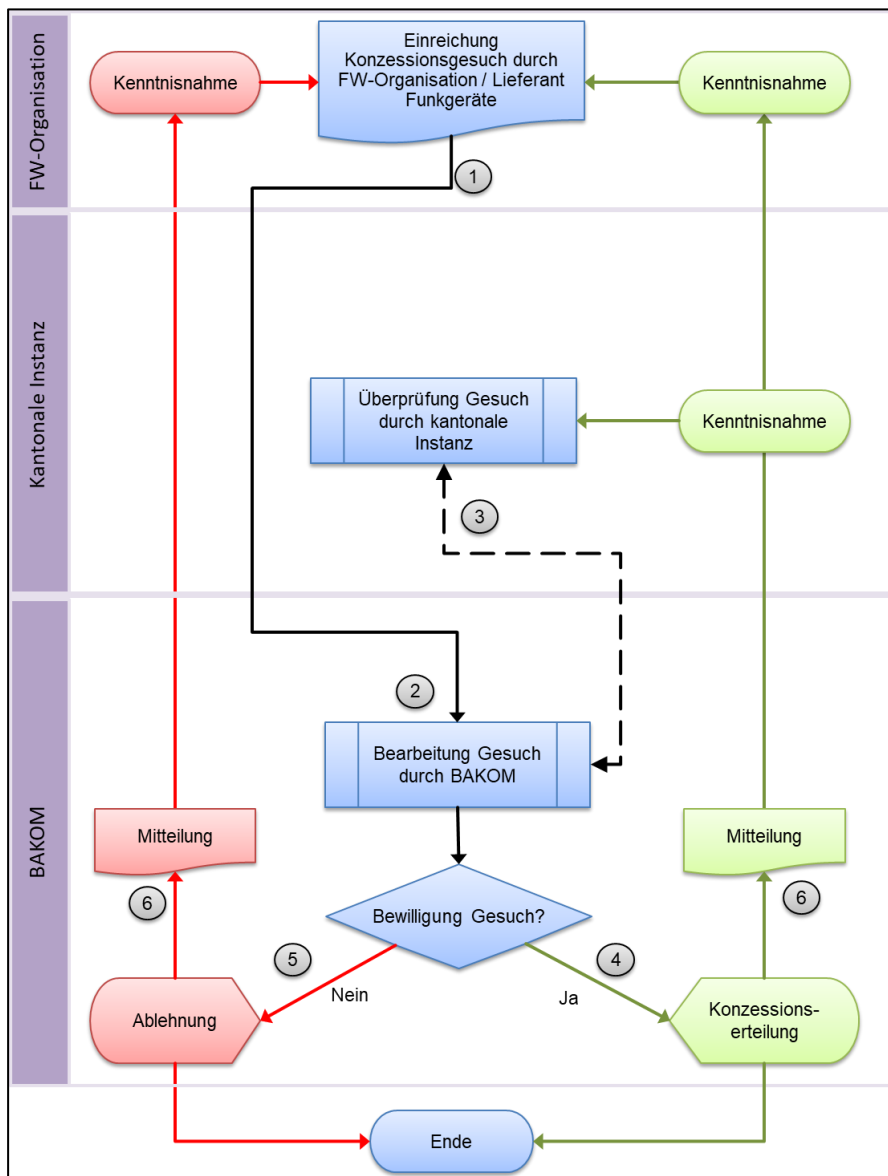 FW-Organisation
Kenntnisnahme
Einreichung
Konzessionsgesuch durch
FW-Organisation / Lieferant
Funkgeräte
Kenntnisnahme
1
Kantonale Instanz
Überprüfung Gesuch
durch kantonale
Instanz
Kenntnisnahme
3
BAKOM
2
Bearbeitung Gesuch
durch BAKOM
Mitteilung
Mitteilung
6
6
Bewilligung Gesuch?
5
4
Nein
Ja
Ablehnung
Konzessions-
erteilung
Ende